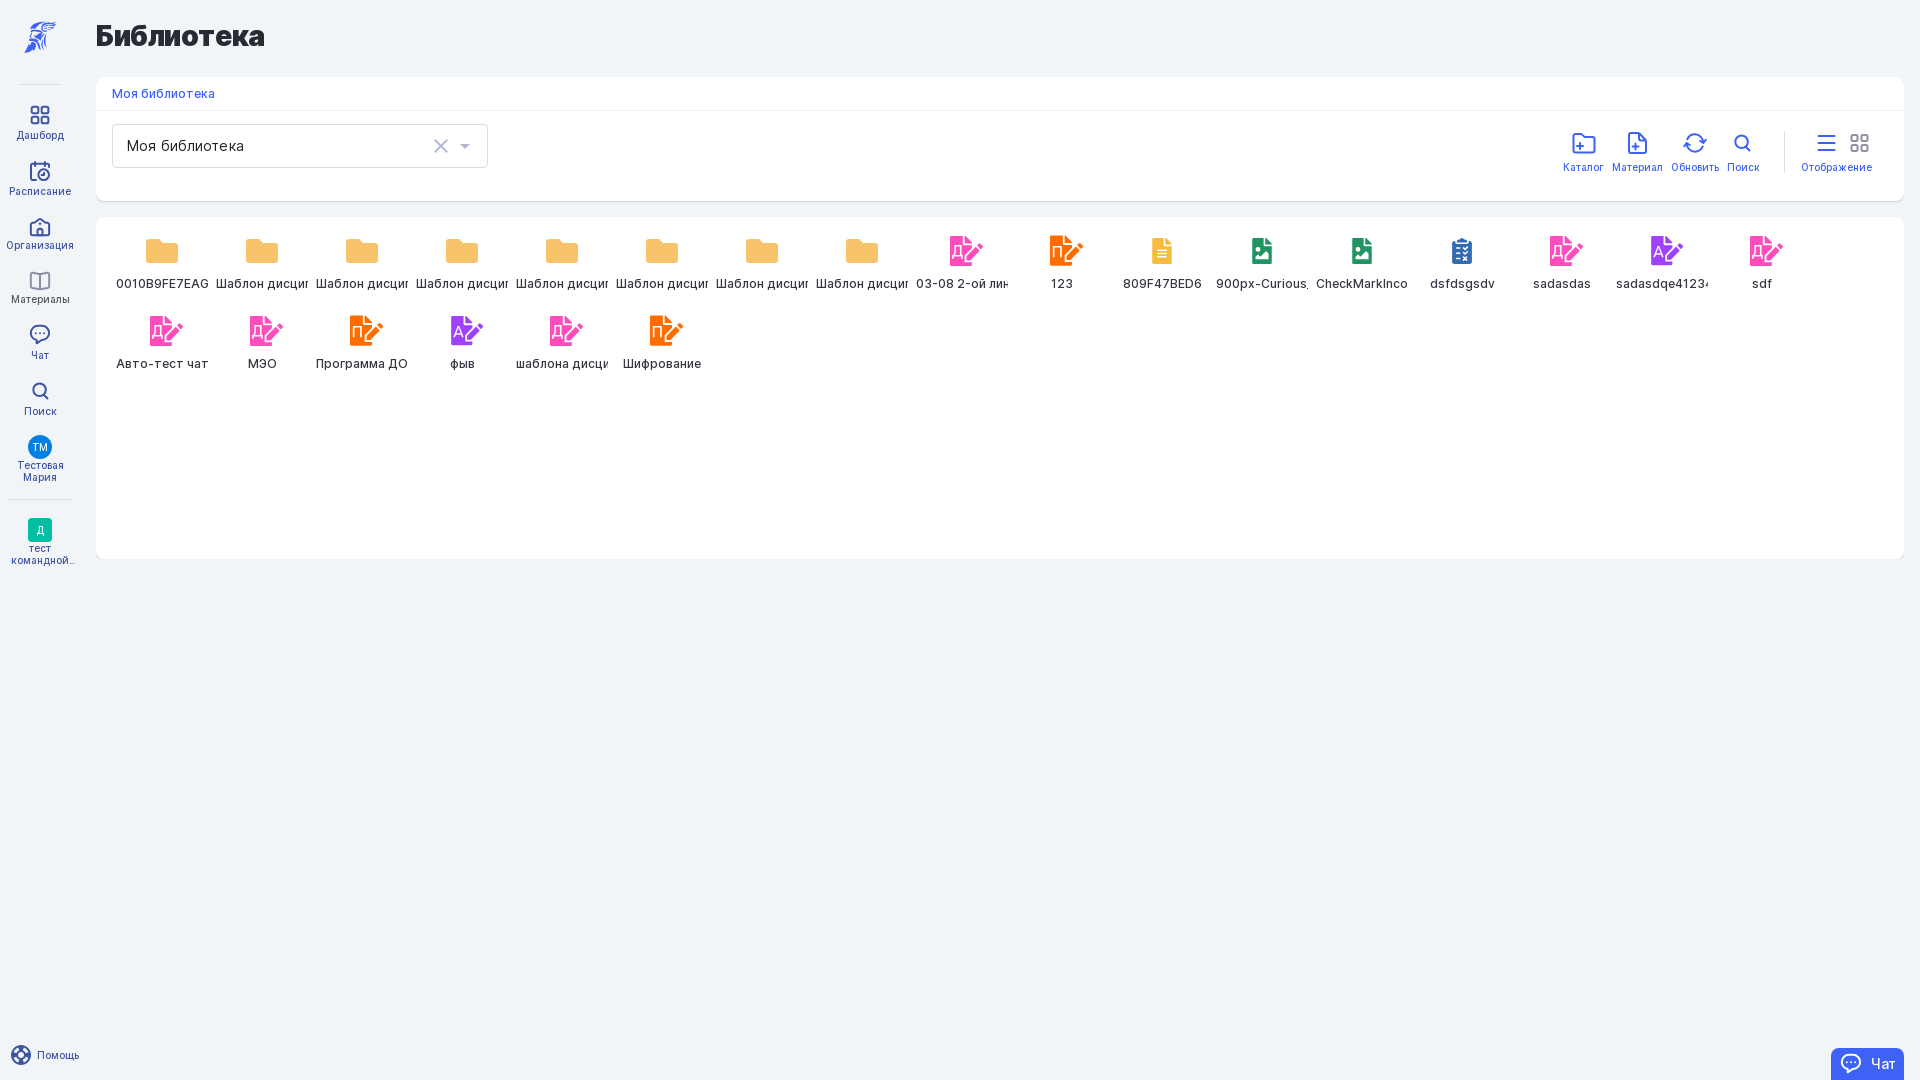 Библиотека
Моя библиотека
Моя библиотека
Каталог
Материал
Обновить
Поиск
Отображение
Дашборд
Расписание
Организация
Материалы
Чат
Поиск
ТМ
Тестовая
Мария
Д
тест
командной...
Помощь
0010B9FE7EAG
Шаблон дисцип
Шаблон дисцип
Шаблон дисцип
Шаблон дисцип
Шаблон дисцип
Шаблон дисцип
Шаблон дисцип
03-08 2-ой лин
123
809F47BED6
900px-Curious_
CheckMarkInco
dsfdsgsdv
sadasdas
sadasdqe41234
sdf
Авто-тест чат
МЭО
Программа ДО
фыв
шаблона дисци
Шифрование
Чат